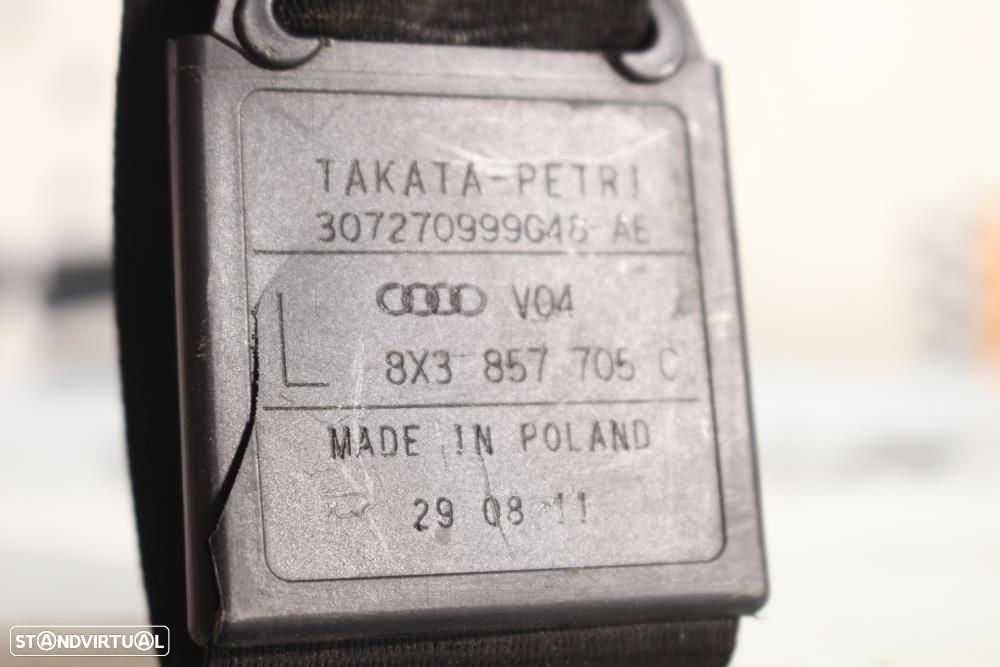 TAKATA-PETRI
307270999G48-AE
L
V04
8X3 857 705 C
MADE IN POLAND
29 08 11
STANDVIRTUAL